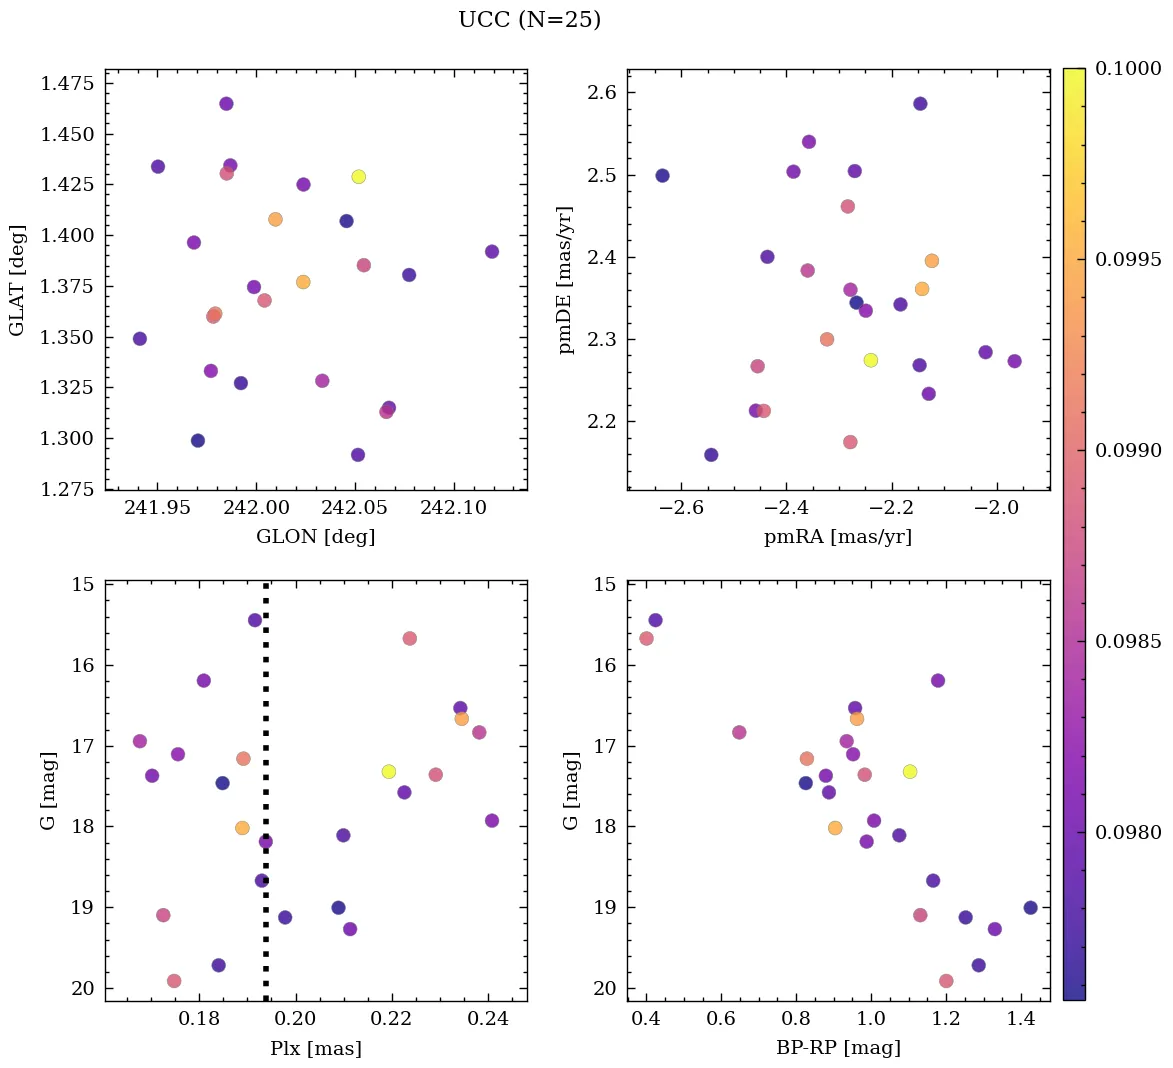 UCC (N=25)
1.475
1.450
1.425
1.400
1.375
1.350
1.325
1.300
1.275
GLAT [deg]
241.95 242.00 242.05 242.10
GLON [deg]
2.6
2.5
2.4
2.3
2.2
pmDE [mas/yr]
−2.6 −2.4 −2.2 −2.0
pmRA [mas/yr]
15
16
17
18
19
20
G [mag]
0.18 0.20 0.22 0.24
Plx [mas]
15
16
17
18
19
20
G [mag]
0.4 0.6 0.8 1.0 1.2 1.4
BP-RP [mag]
0.1000
0.0995
0.0990
0.0985
0.0980